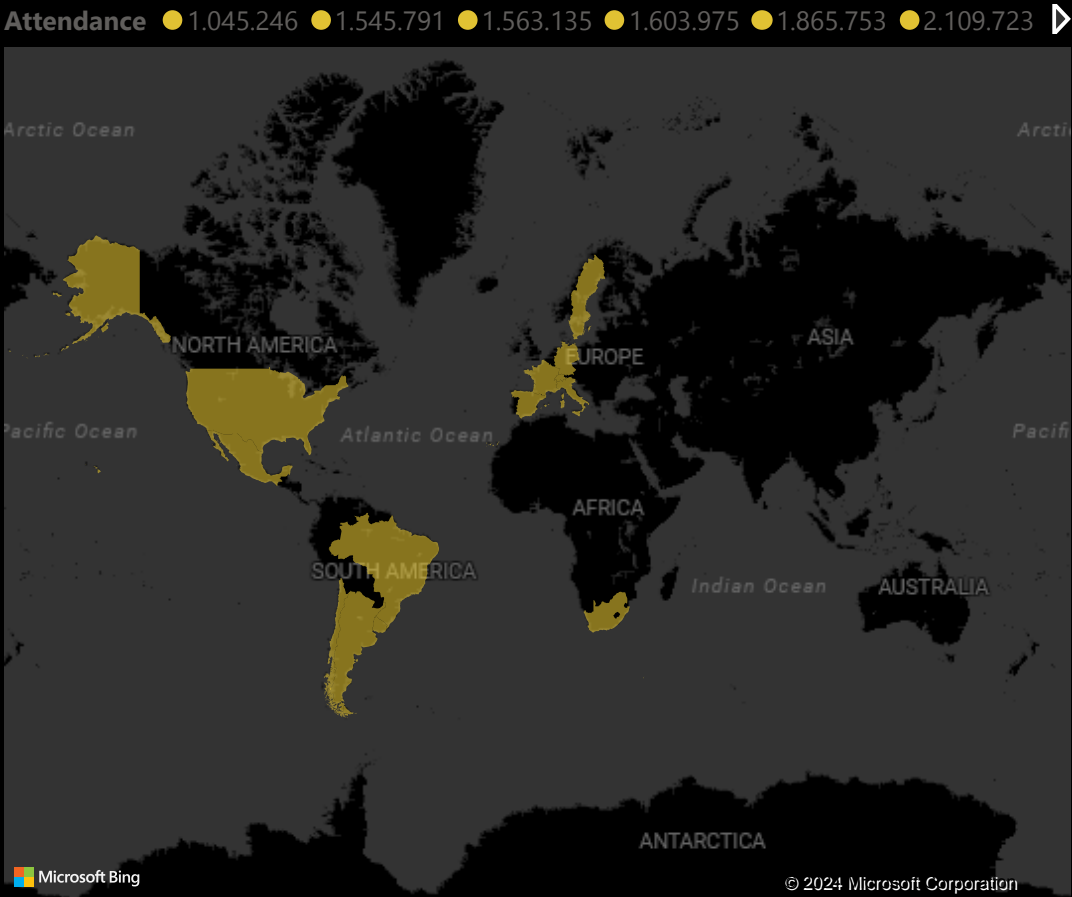 Attendance 1.045.246 1.545.791 1.563.135 1.603.975 1.865.753 2.109.723
Arctic Ocean Arcti
NORTH AMERICA EUROPE ASIA
Pacific Ocean Atlantic Ocean Pacifi
AFRICA
SOUTH AMERICA Indian Ocean AUSTRALIA
ANTARCTICA
Microsoft Bing © 2024 Microsoft Corporation